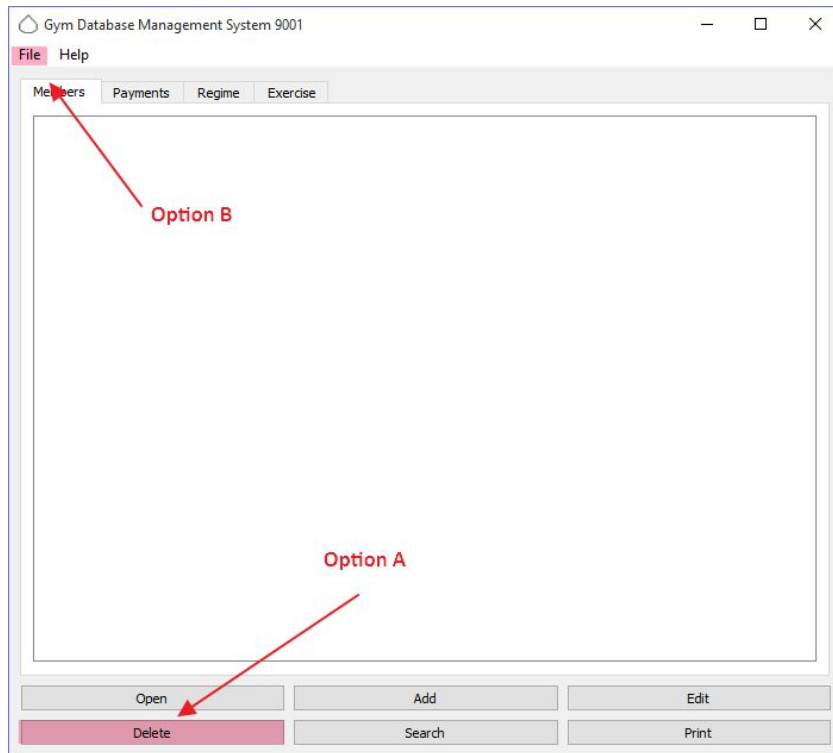 Gym Database Management System 9001
File Help
Members Payments Regime Exercise
Option B
Option A
Open Add Edit
Delete Search Print